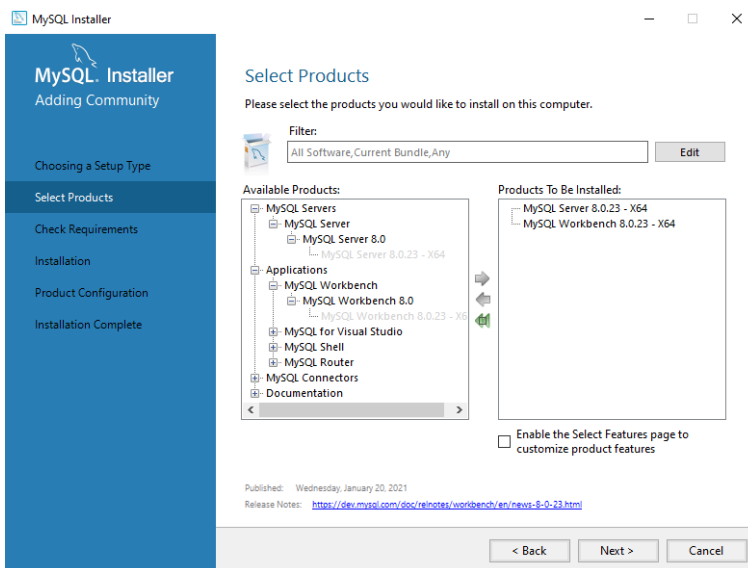 MySQL Installer
MySQL. Installer
Adding Community
Choosing a Setup Type
Select Products
Check Requirements
Installation
Product Configuration
Installation Complete
Select Products
Please select the products you would like to install on this computer.
Filter:
All Software,Current Bundle,Any
Edit
Available Products:
MySQL Servers
MySQL Server
MySQL Server 8.0
MySQL Server 8.0.23 - X64
Applications
MySQL Workbench
MySQL Workbench 8.0
MySQL Workbench 8.0.23 - X6
MySQL for Visual Studio
MySQL Shell
MySQL Router
MySQL Connectors
Documentation
Products To Be Installed:
MySQL Server 8.0.23 - X64
MySQL Workbench 8.0.23 - X64
Enable the Select Features page to
customize product features
Published: Wednesday, January 20, 2021
Release Notes: https://dev.mysql.com/doc/relnotes/workbench/en/news-8-0-23.html
< Back
Next >
Cancel